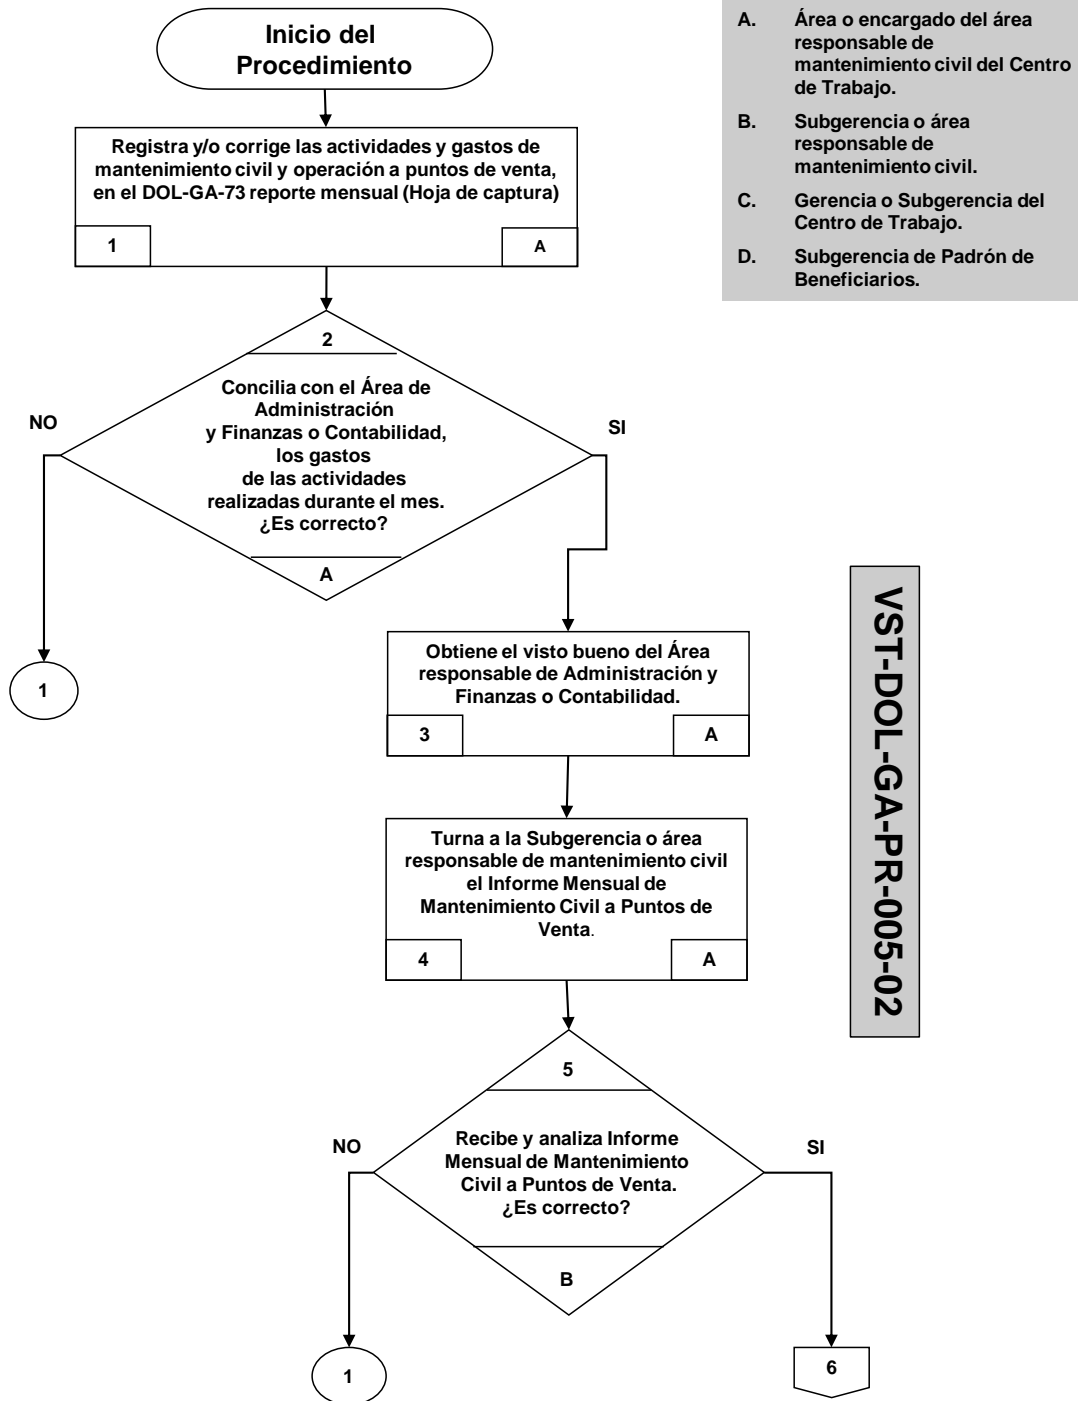 Inicio del
Procedimiento
A. Área o encargado del área
responsable de
mantenimiento civil del Centro
de Trabajo.
B. Subgerencia o área
responsable de
mantenimiento civil.
C. Gerencia o Subgerencia del
Centro de Trabajo.
D. Subgerencia de Padrón de
Beneficiarios.
Registra y/o corrige las actividades y gastos de
mantenimiento civil y operación a puntos de venta,
en el DOL-GA-73 reporte mensual (Hoja de captura)
1 A
2
Concilia con el Área de
Administración
y Finanzas o Contabilidad,
los gastos
de las actividades
realizadas durante el mes.
¿Es correcto?
A
NO
SI
1
Obtiene el visto bueno del Área
responsable de Administración y
Finanzas o Contabilidad.
3 A
Turna a la Subgerencia o área
responsable de mantenimiento civil
el Informe Mensual de
Mantenimiento Civil a Puntos de
Venta.
4 A
VST-DOL-GA-PR-005-02
5
Recibe y analiza Informe
Mensual de Mantenimiento
Civil a Puntos de Venta.
¿Es correcto?
B
NO
SI
1
6